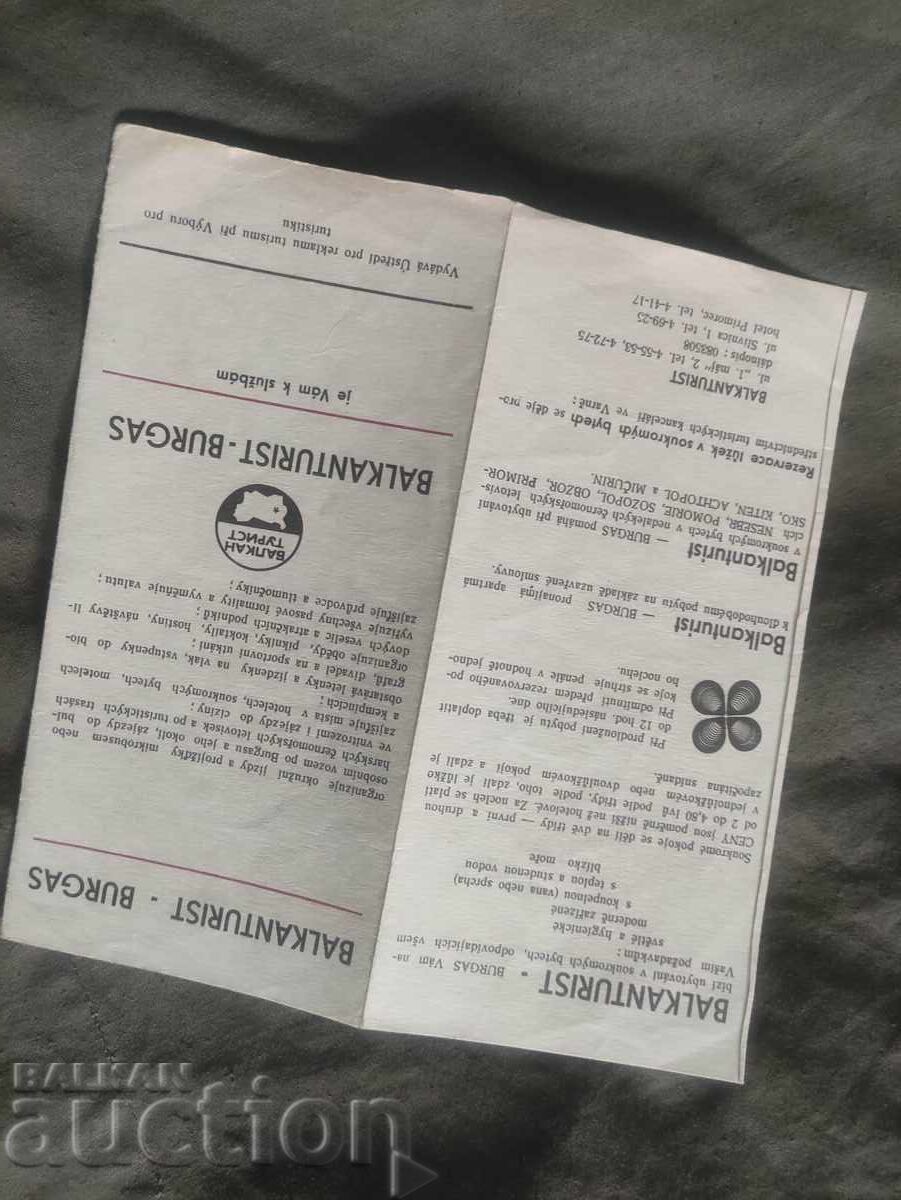 BALKANTURIST - BURGAS
organizuje okružní jízdy a projížďky mikrobusem nebo
osobním vozem po Burgasu a jeho okolí, zájezdy do bul-
harských černomořských letovisek a po turistických trasách
ve vnitrozemí i zájezdy do ciziny;
zajišťuje místa v hotelech, soukromých bytech, motelech
a kempincích;
obstarává letenky a jízdenky na vlak, vstupenky do bio-
grafů, divadel a na sportovní utkání;
organizuje obědy, pikniky, koktaily, hostiny, návštěvy li-
dových veselic a atrakčních podniků;
vyřizuje všechny pasové formality a vyměňuje valutu
zajišťuje průvodce a tlumočníky;
БАЛКАН
ТУРИСТ
BALKANTURIST - BURGAS
je Vám k službám
Vydává Ústředí pro reklamu turismu při Výboru pro
turistiku
BALKANTURIST - BURGAS Vám na-
bízí ubytování v soukromých bytech, odpovídajících všem
Vašim požadavkům:
světlé a hygienické
moderně zařízené
s koupelnou (vana nebo sprcha)
s teplou a studenou vodou
blízko moře
Soukromé pokoje se dělí na dvě třídy — první a druhou
CENY jsou poměrně nižší než hotelové. Za nocleh se platí
od 2 do 4,80 lvů podle třídy, podle toho, zdali je lůžko
v jednolůžkovém nebo dvoulůžkovém pokoji a zdali je
započítána snídaně.
Při prodloužení pobytu je třeba doplatit
do 12 hod. následujícího dne.
Při odmítnutí předem rezervovaného po-
koje se strhuje penále v hodnotě jedno-
ho noclehu.
Balkanturist — BURGAS pronajímá apartmá
k dlouhodobému pobytu na základě uzavřené smlouvy.
Balkanturist — BURGAS pomáhá při ubytování
v soukromých bytech v nedalekých černomořských letovis-
cích NESEBR, POMORIE, SOZOPOL, OBZOR, PRIMOR-
SKO, KITEN, ACHTOPOL a MIČURIN.
Rezervace lůžek v soukromých bytech se děje pro-
střednictvím turistických kanceláří ve Varně:
BALKANTURIST
ul. „1. máj“ 2, tel. 4-55-53, 4-72-75
dálnopis: 083508
ul. Slivnica 1, tel. 4-69-25
hotel Primorec, tel. 4-41-17
BALKAN
auction